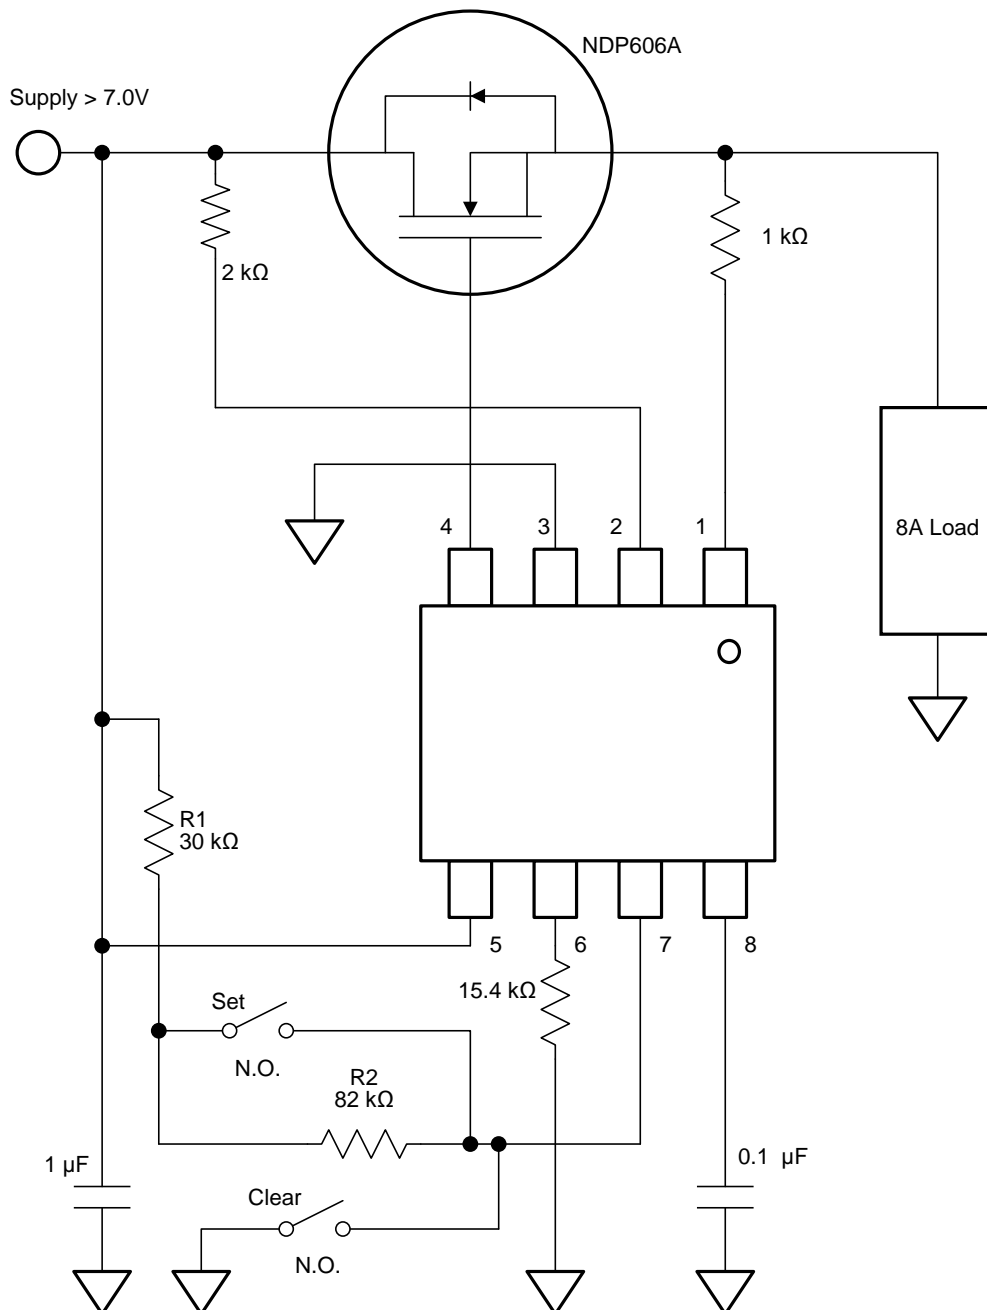 NDP606A
Supply > 7.0V
1 kΩ
2 kΩ
4
3
2
1
8A Load
R1
30 kΩ
5
6
7
8
15.4 kΩ
Set
N.O.
R2
82 kΩ
1 µF
0.1 µF
Clear
N.O.